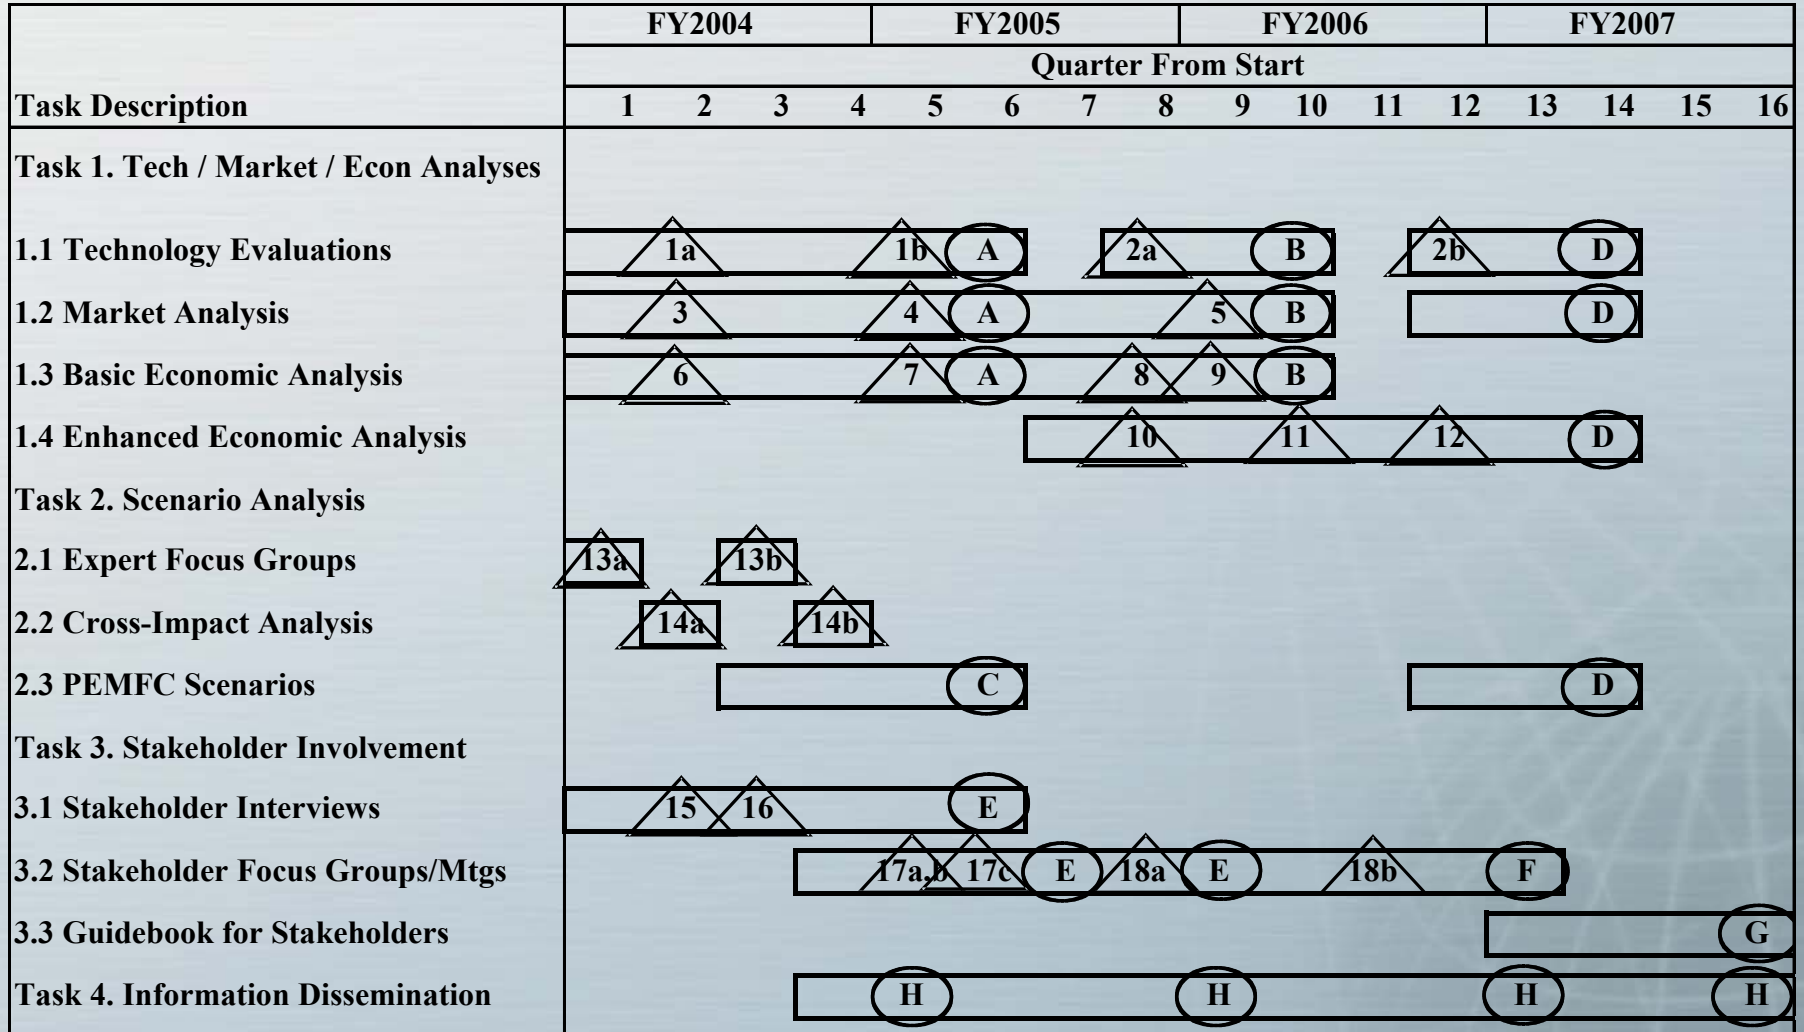 FY2004 FY2005 FY2006 FY2007
Quarter From Start
Task Description 1 2 3 4 5 6 7 8 9 10 11 12 13 14 15 16
Task 1. Tech / Market / Econ Analyses
1.1 Technology Evaluations 1a 1b A 2a B 2b D
1.2 Market Analysis 3 4 A 5 B D
1.3 Basic Economic Analysis 6 7 A 8 9 B
1.4 Enhanced Economic Analysis 10 11 12 D
Task 2. Scenario Analysis
2.1 Expert Focus Groups 13a 13b
2.2 Cross-Impact Analysis 14a 14b
2.3 PEMFC Scenarios C D
Task 3. Stakeholder Involvement
3.1 Stakeholder Interviews 15 16 E
3.2 Stakeholder Focus Groups/Mtgs 17a,b 17c E 18a E 18b F
3.3 Guidebook for Stakeholders G
Task 4. Information Dissemination H H H H